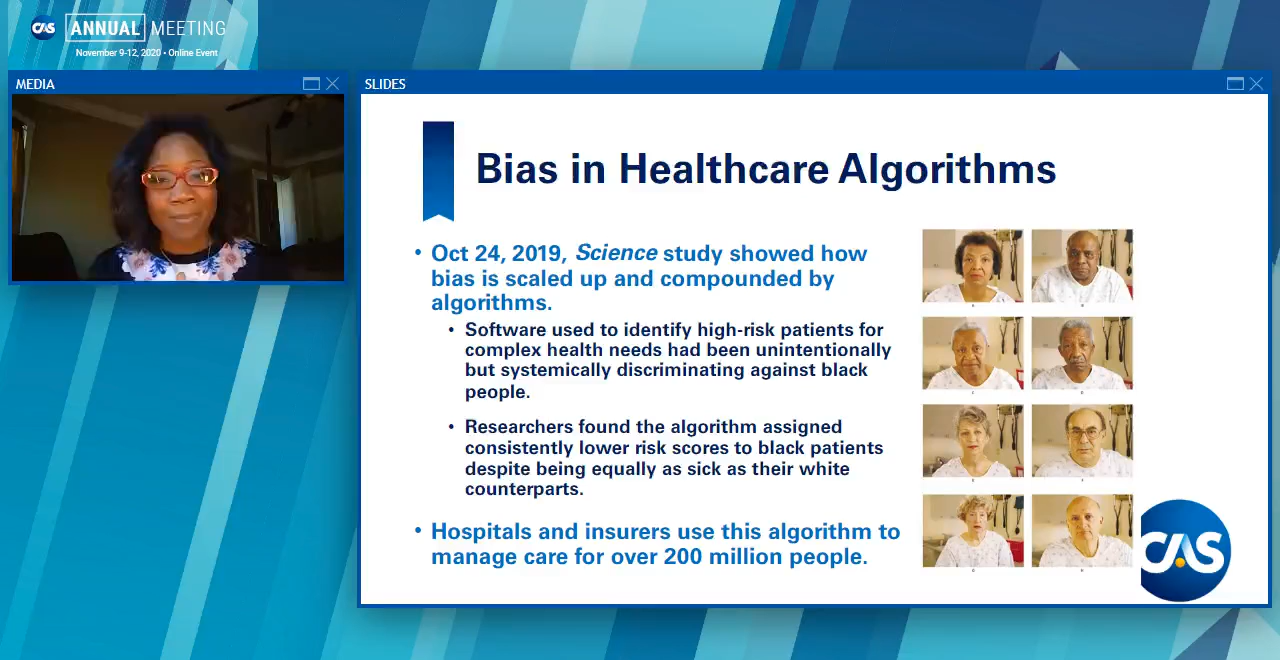 CAS ANNUAL MEETING
November 9-12, 2020 • Online Event
MEDIA
SLIDES
Bias in Healthcare Algorithms
• Oct 24, 2019, Science study showed how
bias is scaled up and compounded by
algorithms.
• Software used to identify high-risk patients for
complex health needs had been unintentionally
but systemically discriminating against black
people.
• Researchers found the algorithm assigned
consistently lower risk scores to black patients
despite being equally as sick as their white
counterparts.
• Hospitals and insurers use this algorithm to
manage care for over 200 million people.
CAS